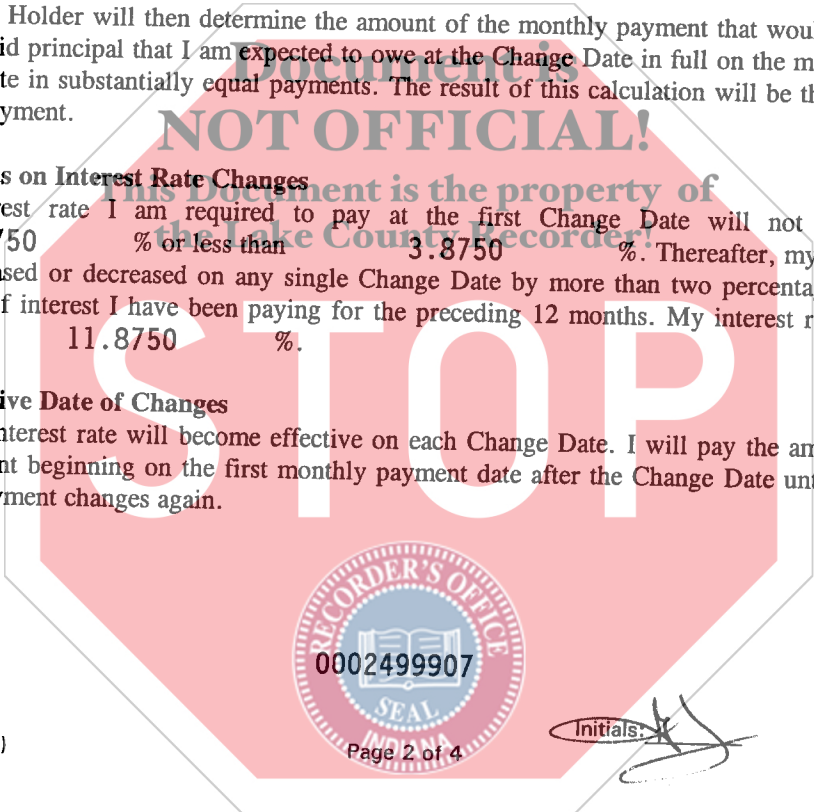 Holder will then determine the amount of the monthly payment that woul
id principal that I am expected to owe at the Change Date in full on the m
te in substantially equal payments. The result of this calculation will be th
yment.
Document is
NOT OFFICIAL!
This Document is the property of
the Lake County Recorder!
s on Interest Rate Changes
est rate I am required to pay at the first Change Date will not
750 % or less than 3.8750 %. Thereafter, my
sed or decreased on any single Change Date by more than two percenta
f interest I have been paying for the preceding 12 months. My interest r
11.8750 %.
STOP
ive Date of Changes
nterest rate will become effective on each Change Date. I will pay the am
nt beginning on the first monthly payment date after the Change Date unt
yment changes again.
RECORDER'S OFFICE
0002499907
SEAL
INDIANA
)
Page 2 of 4
Initials: